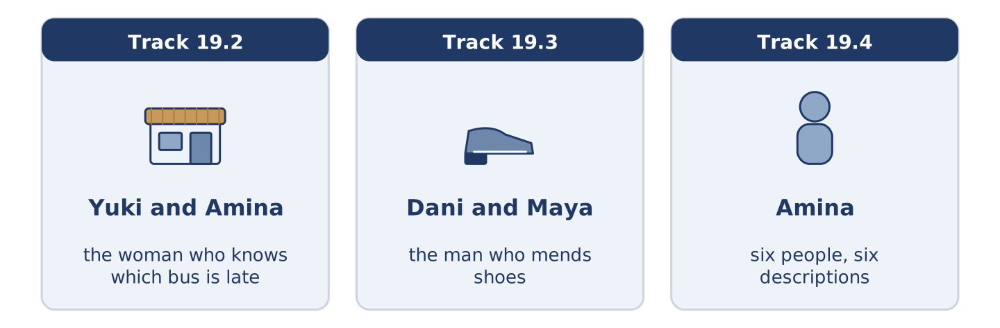 Track 19.2
Yuki and Amina
the woman who knows
which bus is late
Track 19.3
Dani and Maya
the man who mends
shoes
Track 19.4
Amina
six people, six
descriptions